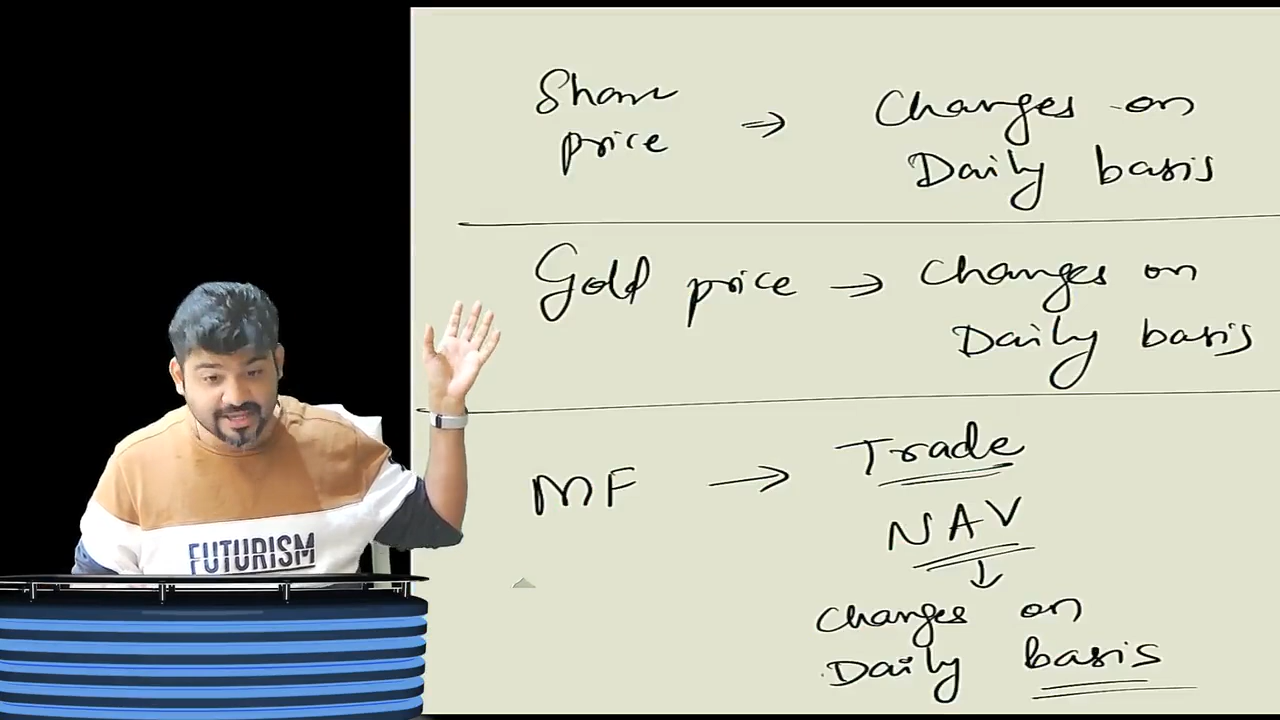 Share
price → Changes on
Daily basis
Gold price → Changes on
Daily basis
MF → Trade
NAV
↓
Changes on
Daily basis
FUTURISM